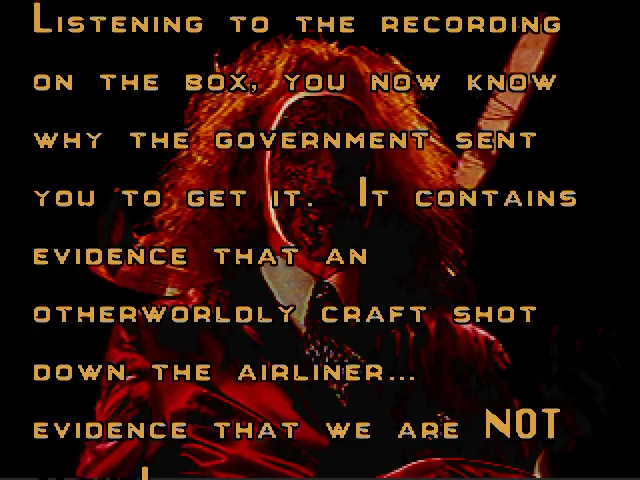 Listening to the recording
on the box, you now know
why the government sent
you to get it. It contains
evidence that an
otherworldly craft shot
down the airliner...
evidence that we are NOT